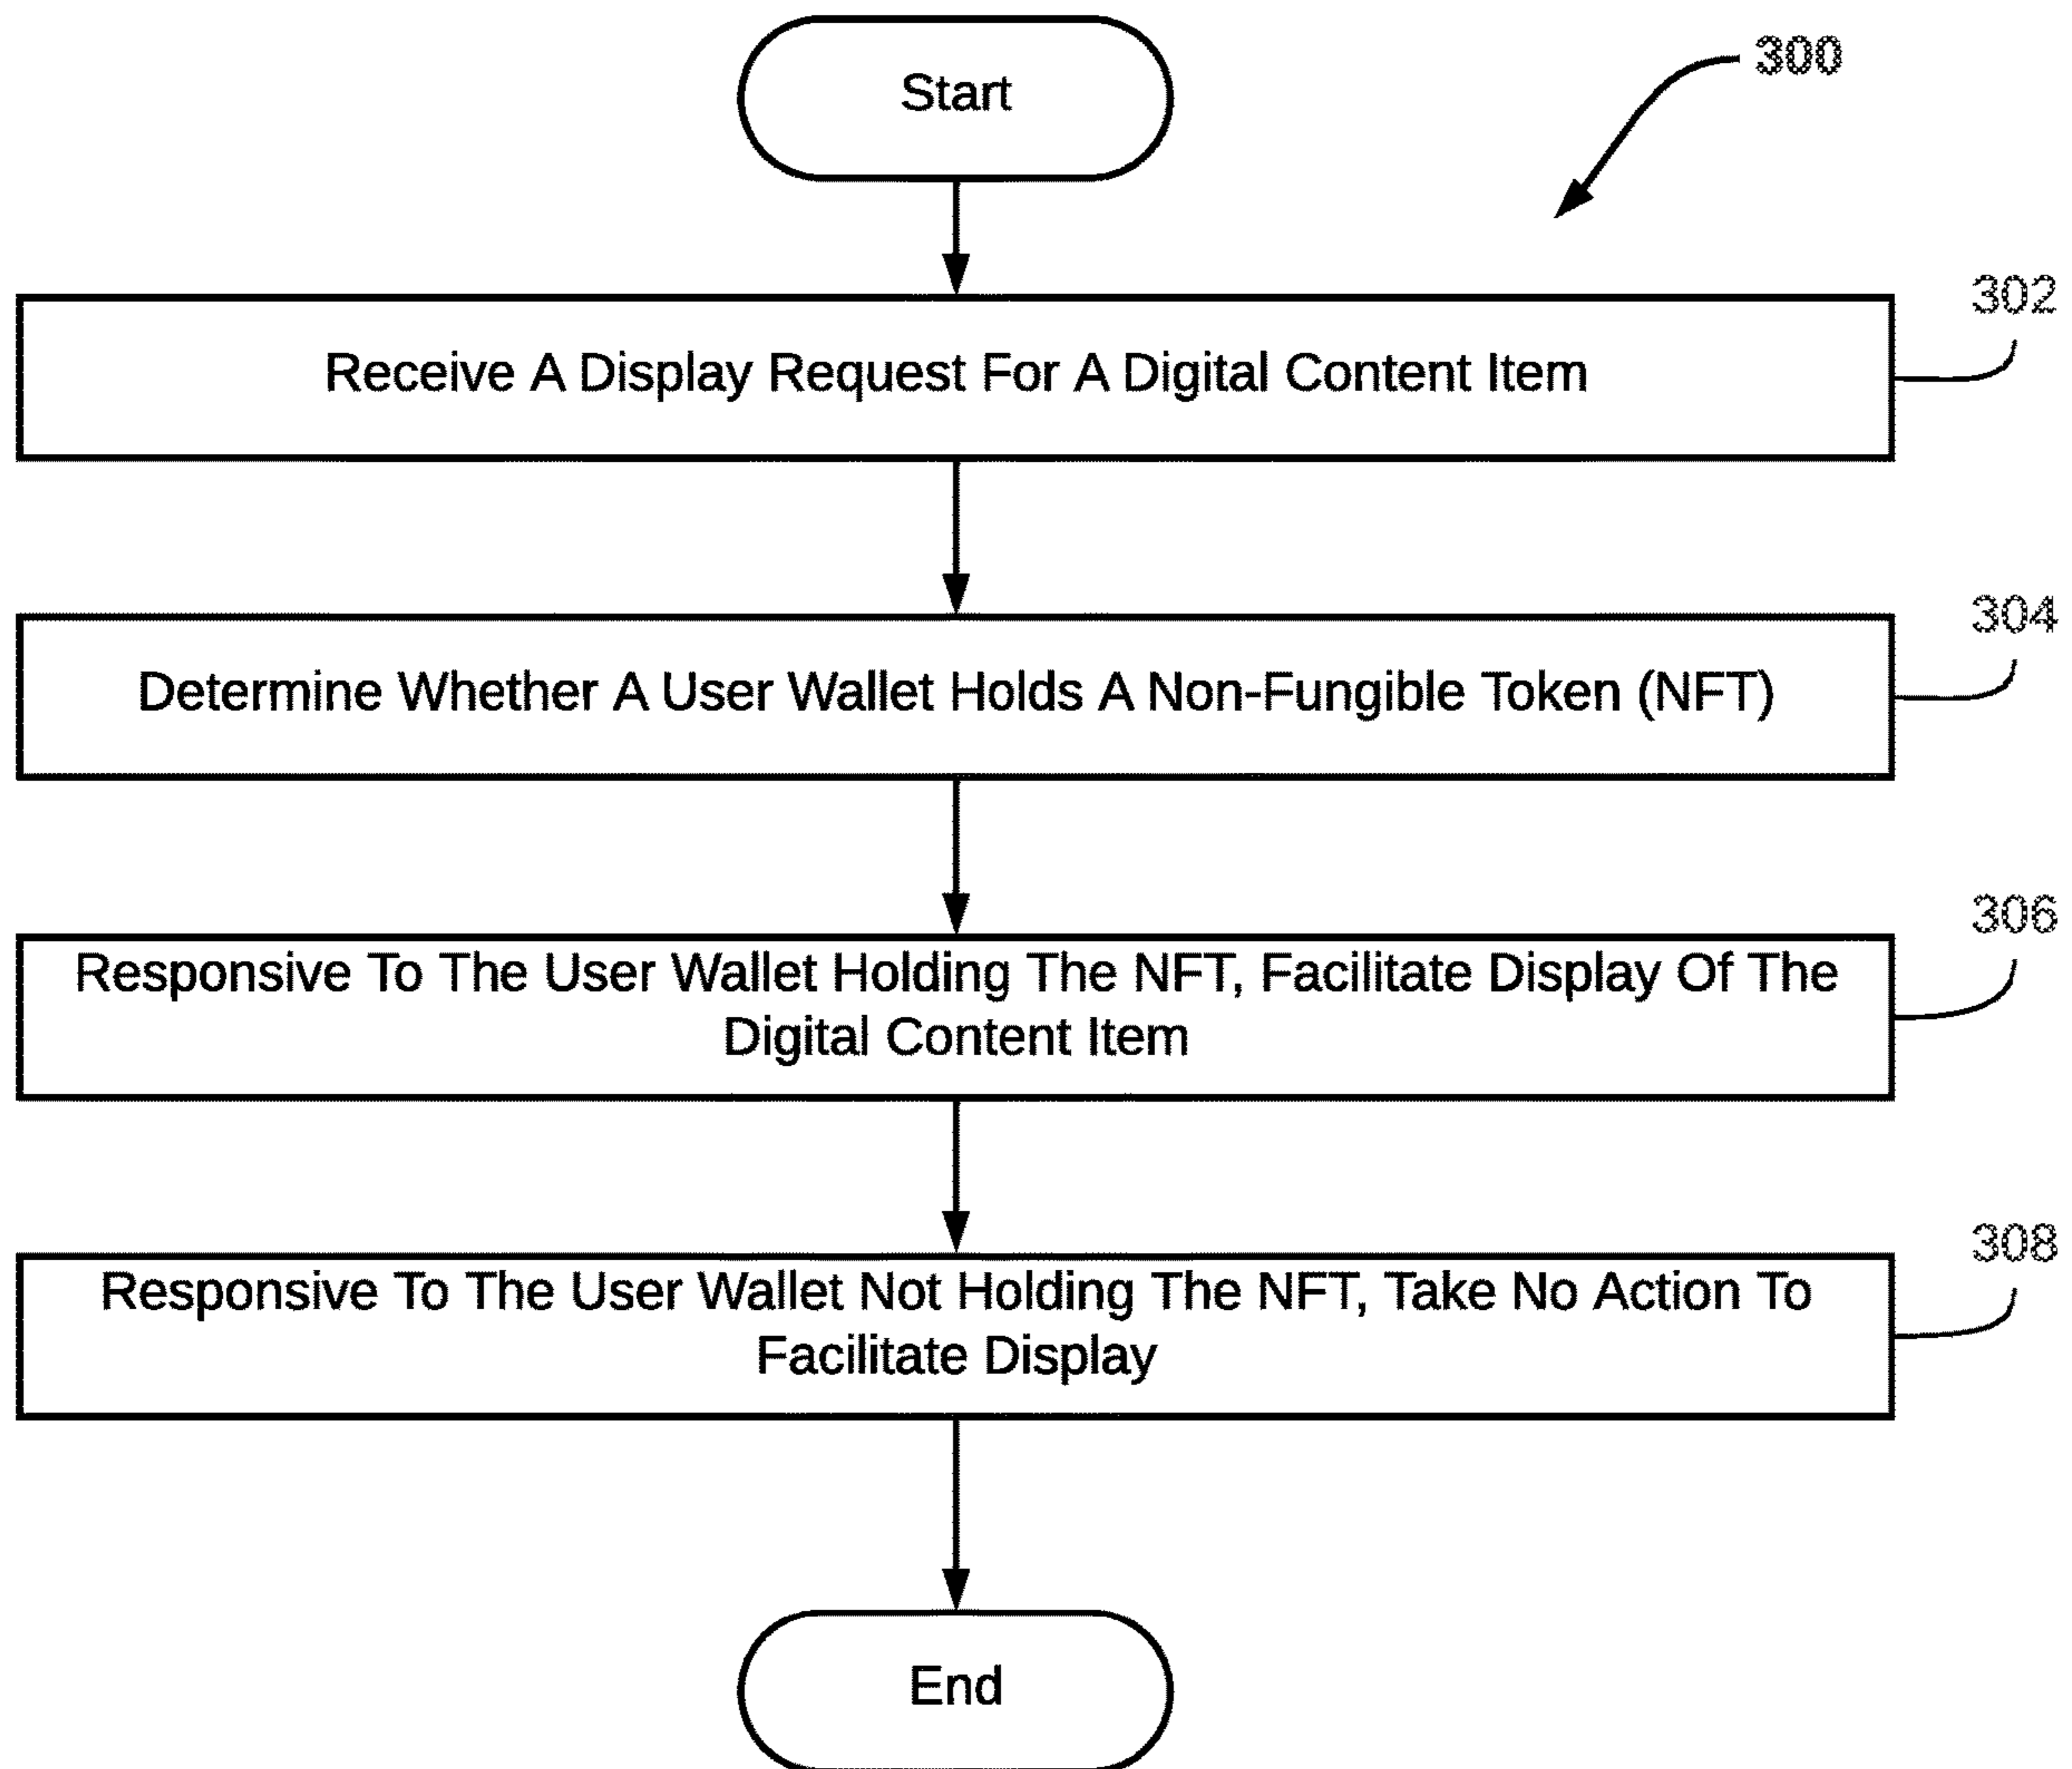 Start
300
302
Receive A Display Request For A Digital Content Item
304
Determine Whether A User Wallet Holds A Non-Fungible Token (NFT)
306
Responsive To The User Wallet Holding The NFT, Facilitate Display Of The
Digital Content Item
308
Responsive To The User Wallet Not Holding The NFT, Take No Action To
Facilitate Display
End